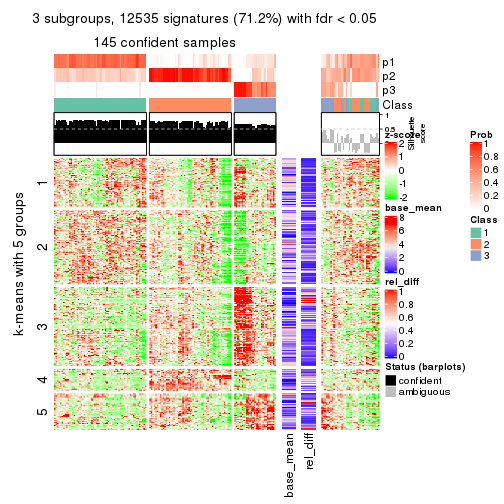 3 subgroups, 12535 signatures (71.2%) with fdr < 0.05
145 confident samples
p1
p2
p3
Class
1
0.5
0
Silhouette
score
k-means with 5 groups
1
2
3
4
5
base_mean
rel_diff
z-score
2
1
0
-1
-2
base_mean
8
6
4
2
0
rel_diff
1
0.8
0.6
0.4
0.2
0
Status (barplots)
confident
ambiguous
Prob
1
0.8
0.6
0.4
0.2
0
Class
1
2
3